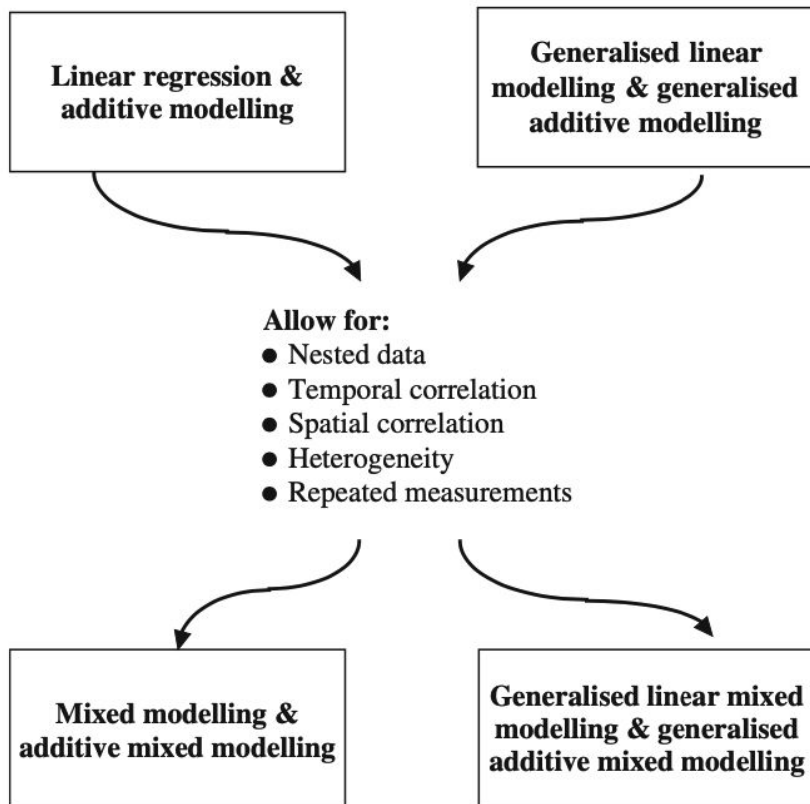 Linear regression &
additive modelling
Generalised linear
modelling & generalised
additive modelling
Allow for:
● Nested data
● Temporal correlation
● Spatial correlation
● Heterogeneity
● Repeated measurements
Mixed modelling &
additive mixed modelling
Generalised linear mixed
modelling & generalised
additive mixed modelling